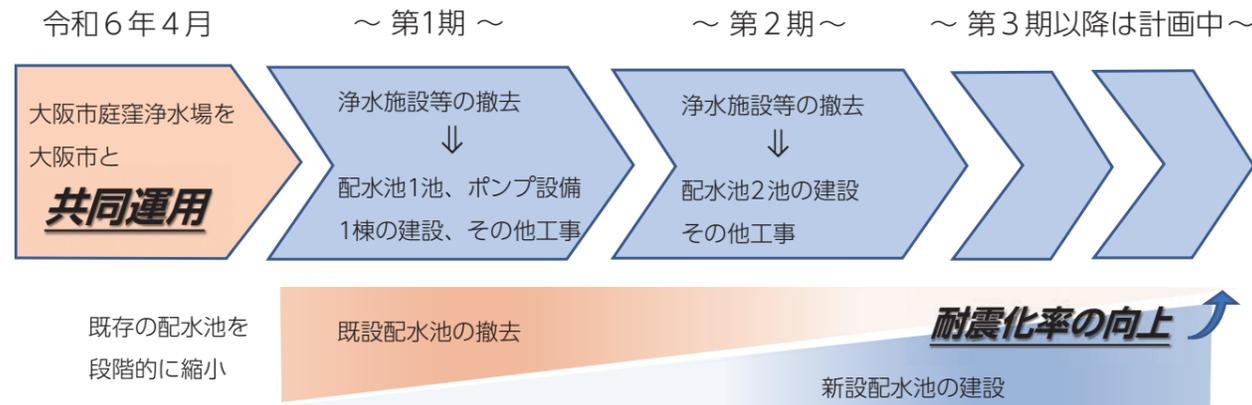 令和６年４月
～ 第1期 ～
～ 第２期～
～ 第３期以降は計画中～
大阪市庭窪浄水場を
大阪市と
共同運用
浄水施設等の撤去
⇓
配水池1池、ポンプ設備
1棟の建設、その他工事
浄水施設等の撤去
⇓
配水池２池の建設
その他工事
既存の配水池を
段階的に縮小
既設配水池の撤去
耐震化率の向上
新設配水池の建設